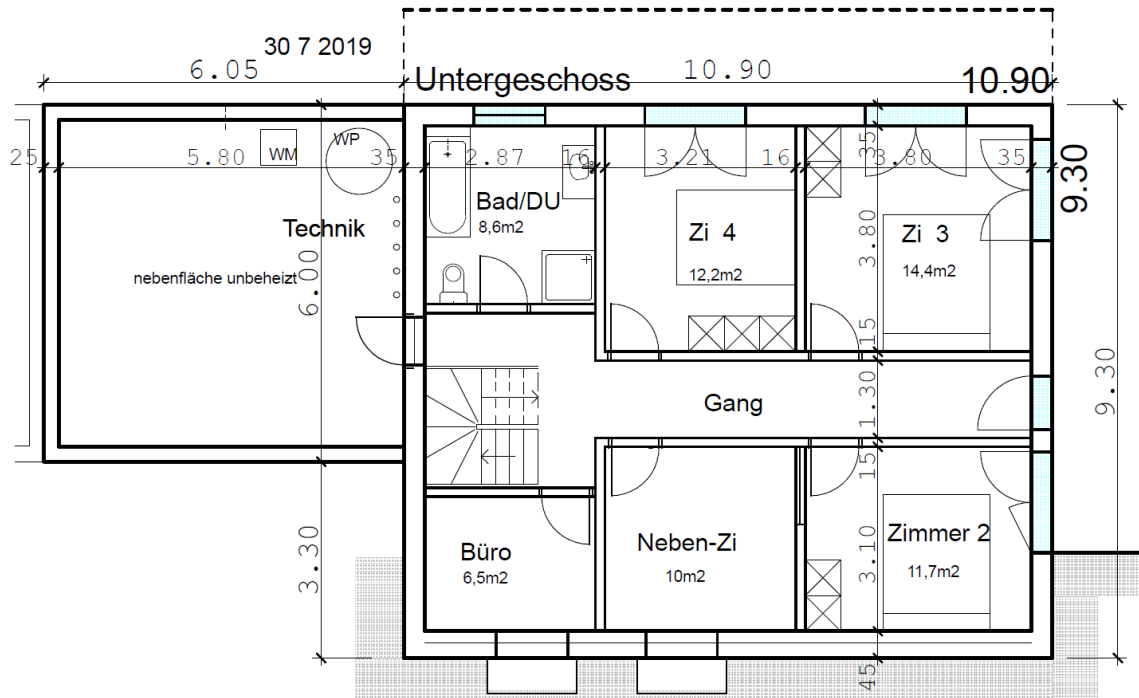 30 7 2019
6.05
Untergeschoss
10.90
10.90
25
5.80
WM
WP
35
2.87
16
3.21
16
3.80
35
35
9.30
Bad/DU
8,6m2
Zi 4
12,2m2
Zi 3
14,4m2
3.80
Technik
nebenfläche unbeheizt
6.00
15
Gang
1.30
9.30
15
Büro
6,5m2
Neben-Zi
10m2
Zimmer 2
11,7m2
3.10
3.30
45